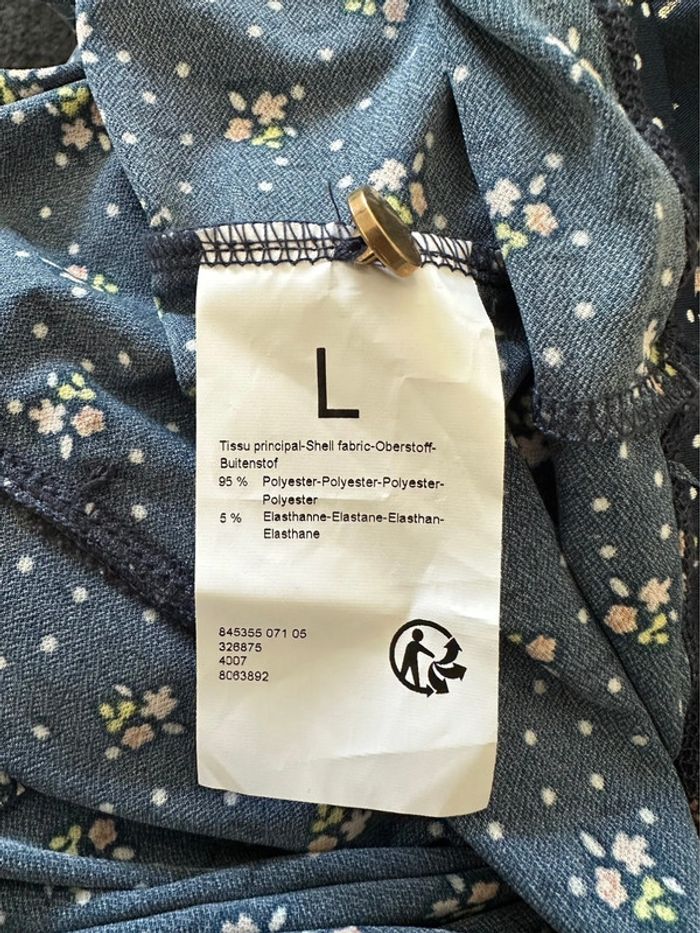 L
Tissu principal-Shell fabric-Oberstoff-
Buitenstof
95 % Polyester-Polyester-Polyester-
Polyester
5 % Elasthanne-Elastane-Elasthan-
Elasthane
845355 071 05
326875
4007
8063892